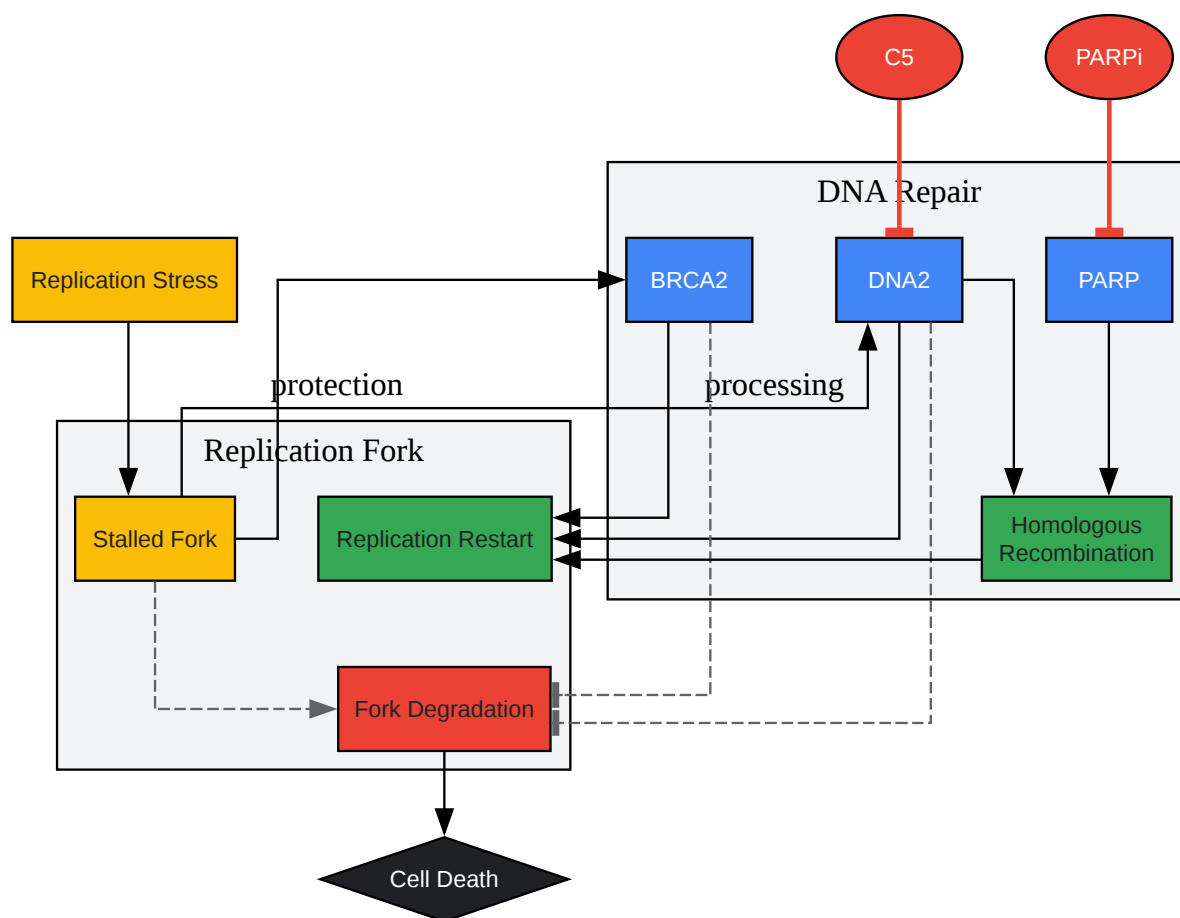 C5
PARPi
DNA Repair
Replication Stress
BRCA2
DNA2
PARP
protection
processing
Replication Fork
Stalled Fork
Replication Restart
Homologous
Recombination
Fork Degradation
Cell Death